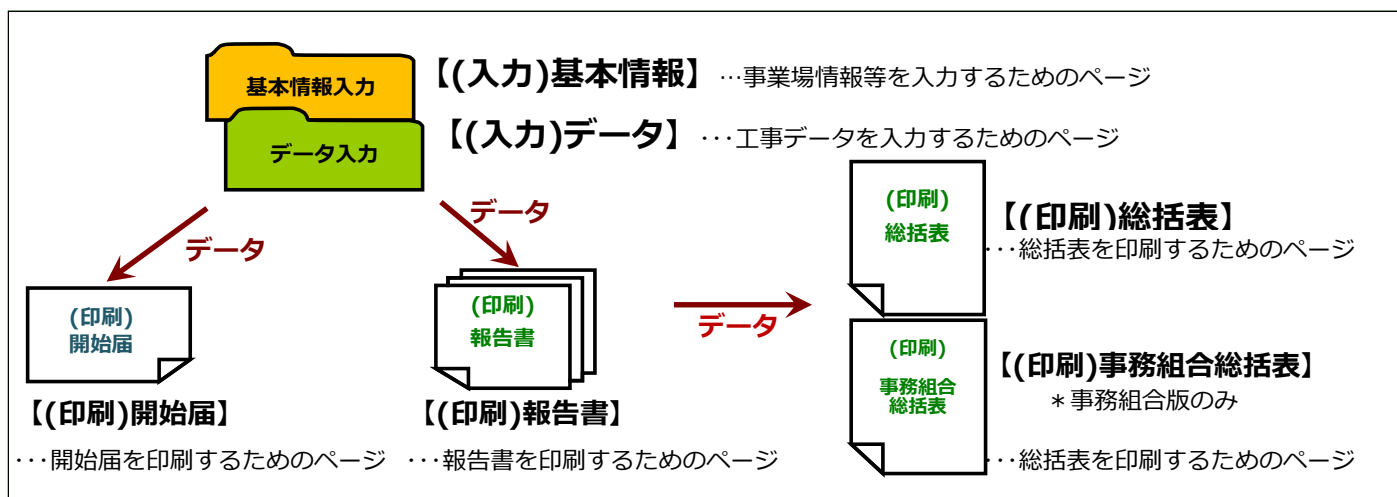 基本情報入力
【(入力)基本情報】 …事業場情報等を入力するためのページ
データ入力
【(入力)データ】 ･･･工事データを入力するためのページ
データ
データ
(印刷)
開始届
【(印刷)開始届】
･･･開始届を印刷するためのページ
(印刷)
報告書
【(印刷)報告書】
･･･報告書を印刷するためのページ
データ
(印刷)
総括表
【(印刷)総括表】
･･･総括表を印刷するためのページ
(印刷)
事務組合
総括表
【(印刷)事務組合総括表】
＊事務組合版のみ
･･･総括表を印刷するためのページ